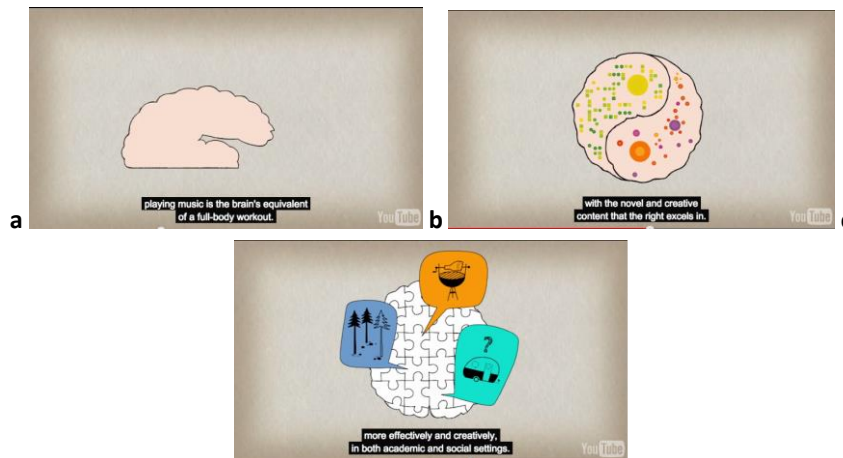 playing music is the brain's equivalent
of a full-body workout.
YouTube
a
with the novel and creative
content that the right excels in.
YouTube
b
?
more effectively and creatively,
in both academic and social settings.
YouTube